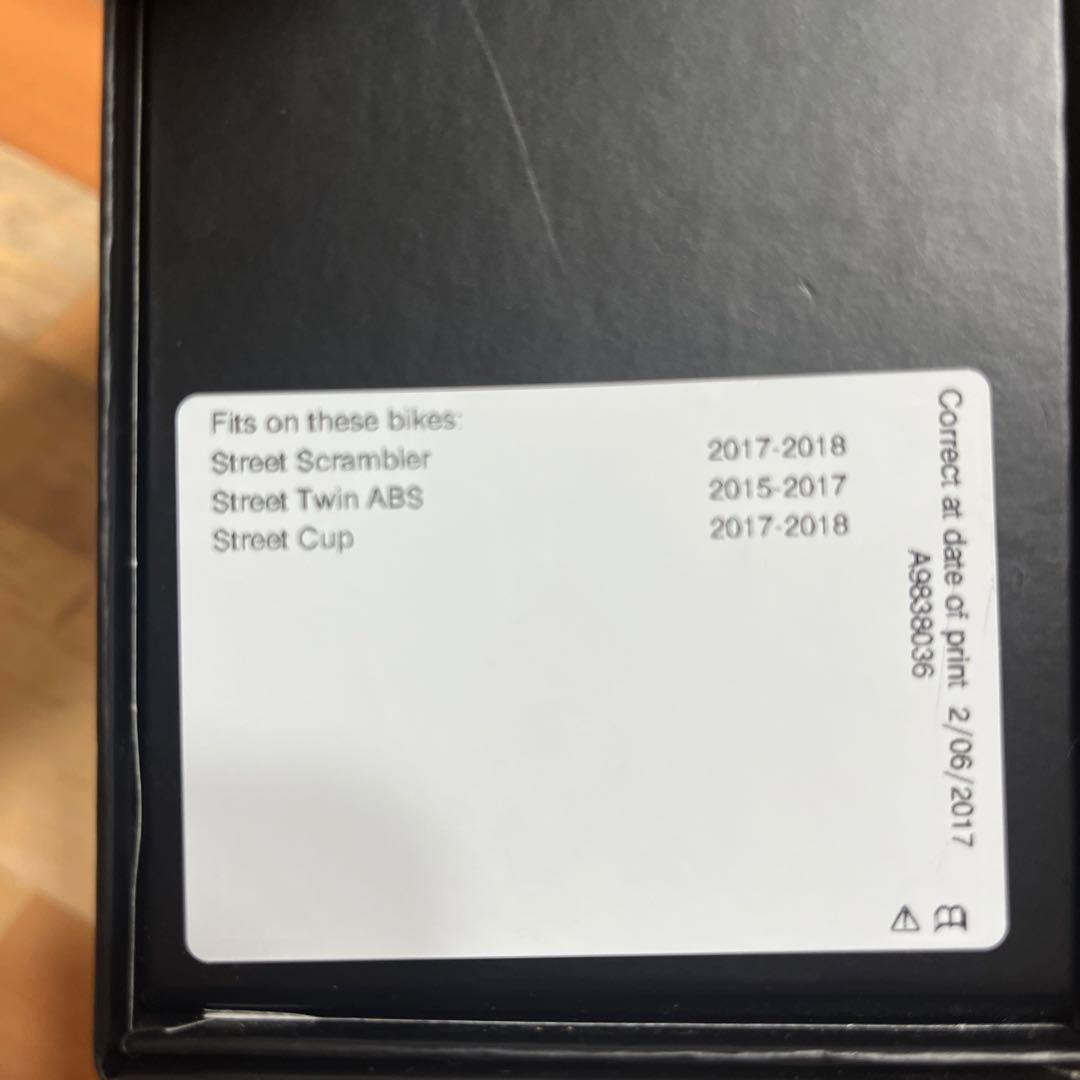 Fits on these bikes:
Street Scrambler 2017-2018
Street Twin ABS 2015-2017
Street Cup 2017-2018
Correct at date of print 2/06/2017
A9838036